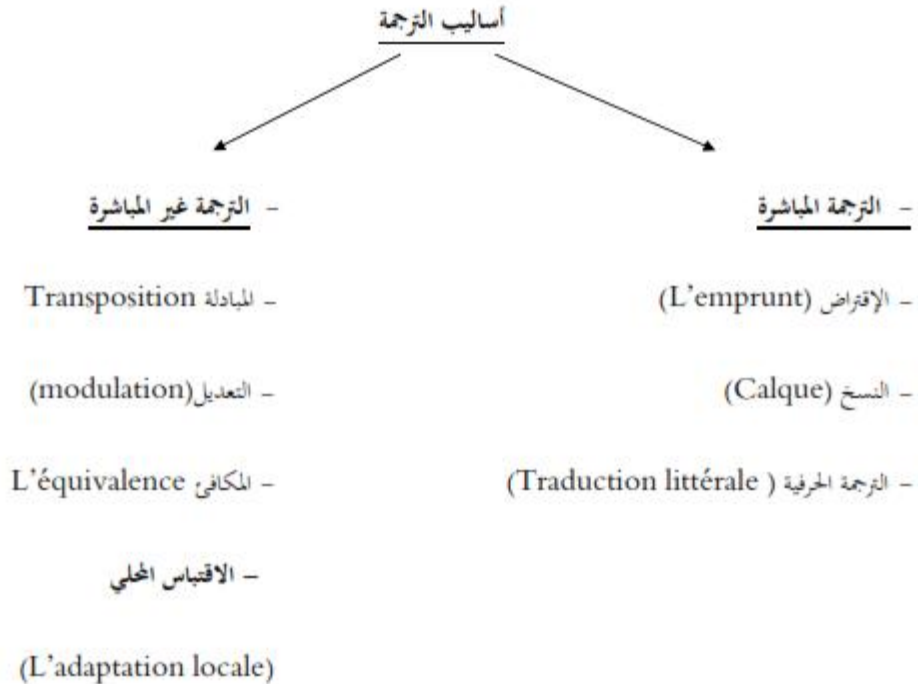 أساليب الترجمة
- الترجمة المباشرة
- الإقتراض (L'emprunt)
- النسخ (Calque)
- الترجمة الحرفية ( Traduction littérale)
- الترجمة غير المباشرة
- المبادلة Transposition
- التعديل(modulation)
- المكافئ L'équivalence
- الاقتباس المحلي
(L'adaptation locale)